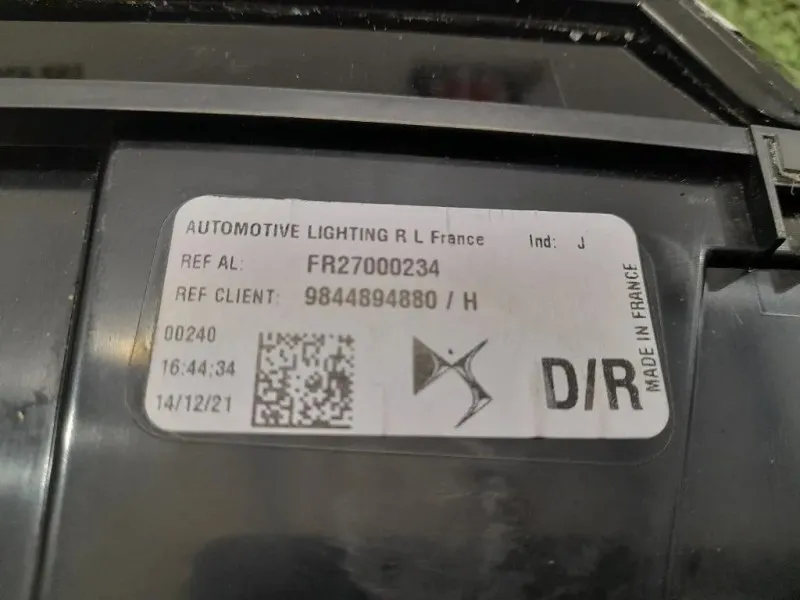 AUTOMOTIVE LIGHTING R L France Ind: J
REF AL: FR27000234
REF CLIENT: 9844894880 / H
00240
16:44:34
14/12/21
D/R
MADE IN FRANCE